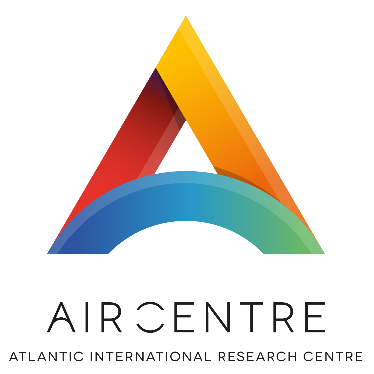 AIR CENTRE
ATLANTIC INTERNATIONAL RESEARCH CENTRE